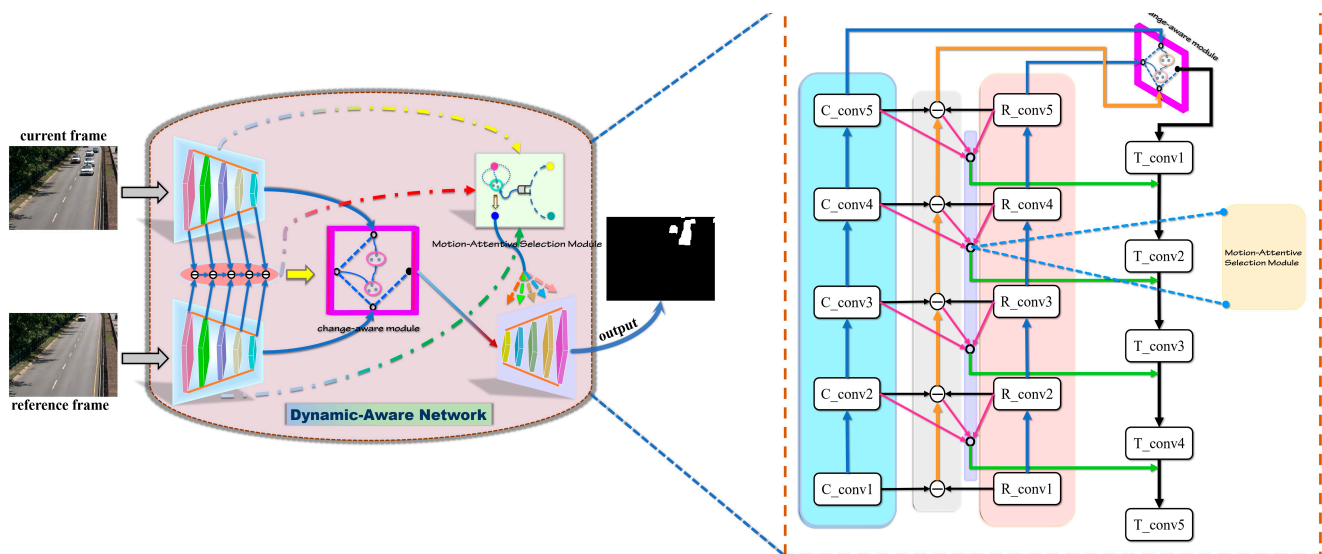 current frame
reference frame
Motion-Attentive Selection Module
change-aware module
output
Dynamic-Aware Network
module
C_conv5
C_conv4
C_conv3
C_conv2
C_conv1
−
−
−
−
−
R_conv5
R_conv4
R_conv3
R_conv2
R_conv1
T_conv1
T_conv2
T_conv3
T_conv4
T_conv5
Motion-Attentive
Selection Module